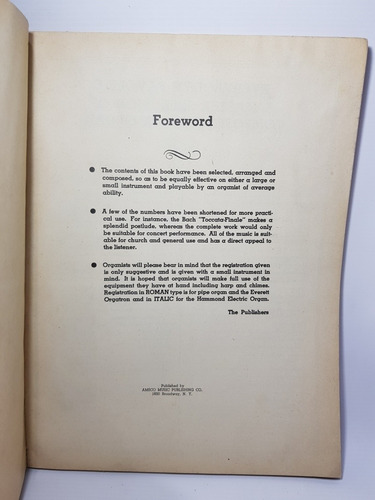 Foreword
The contents of this book have been selected, arranged and
composed, so as to be equally effective on either a large or
small instrument and playable by an organist of average
ability.
A few of the numbers have been shortened for more practi-
cal use. For instance, the Bach "Toccata-Finale" makes a
splendid postlude, whereas the complete work would only
be suitable for concert performance. All of the music is suit-
able for church and general use and has a direct appeal to
the listener.
Organists will please bear in mind that the registration given
is only suggestive and is given with a small instrument in
mind. It is hoped that organists will make full use of the
equipment they have at hand including harp and chimes.
Registration in ROMAN type is for pipe organ and the Everett
Orgatron and in ITALIC for the Hammond Electric Organ.
The Publishers
Published by
AMSCO MUSIC PUBLISHING CO.
Broadway, N. Y.